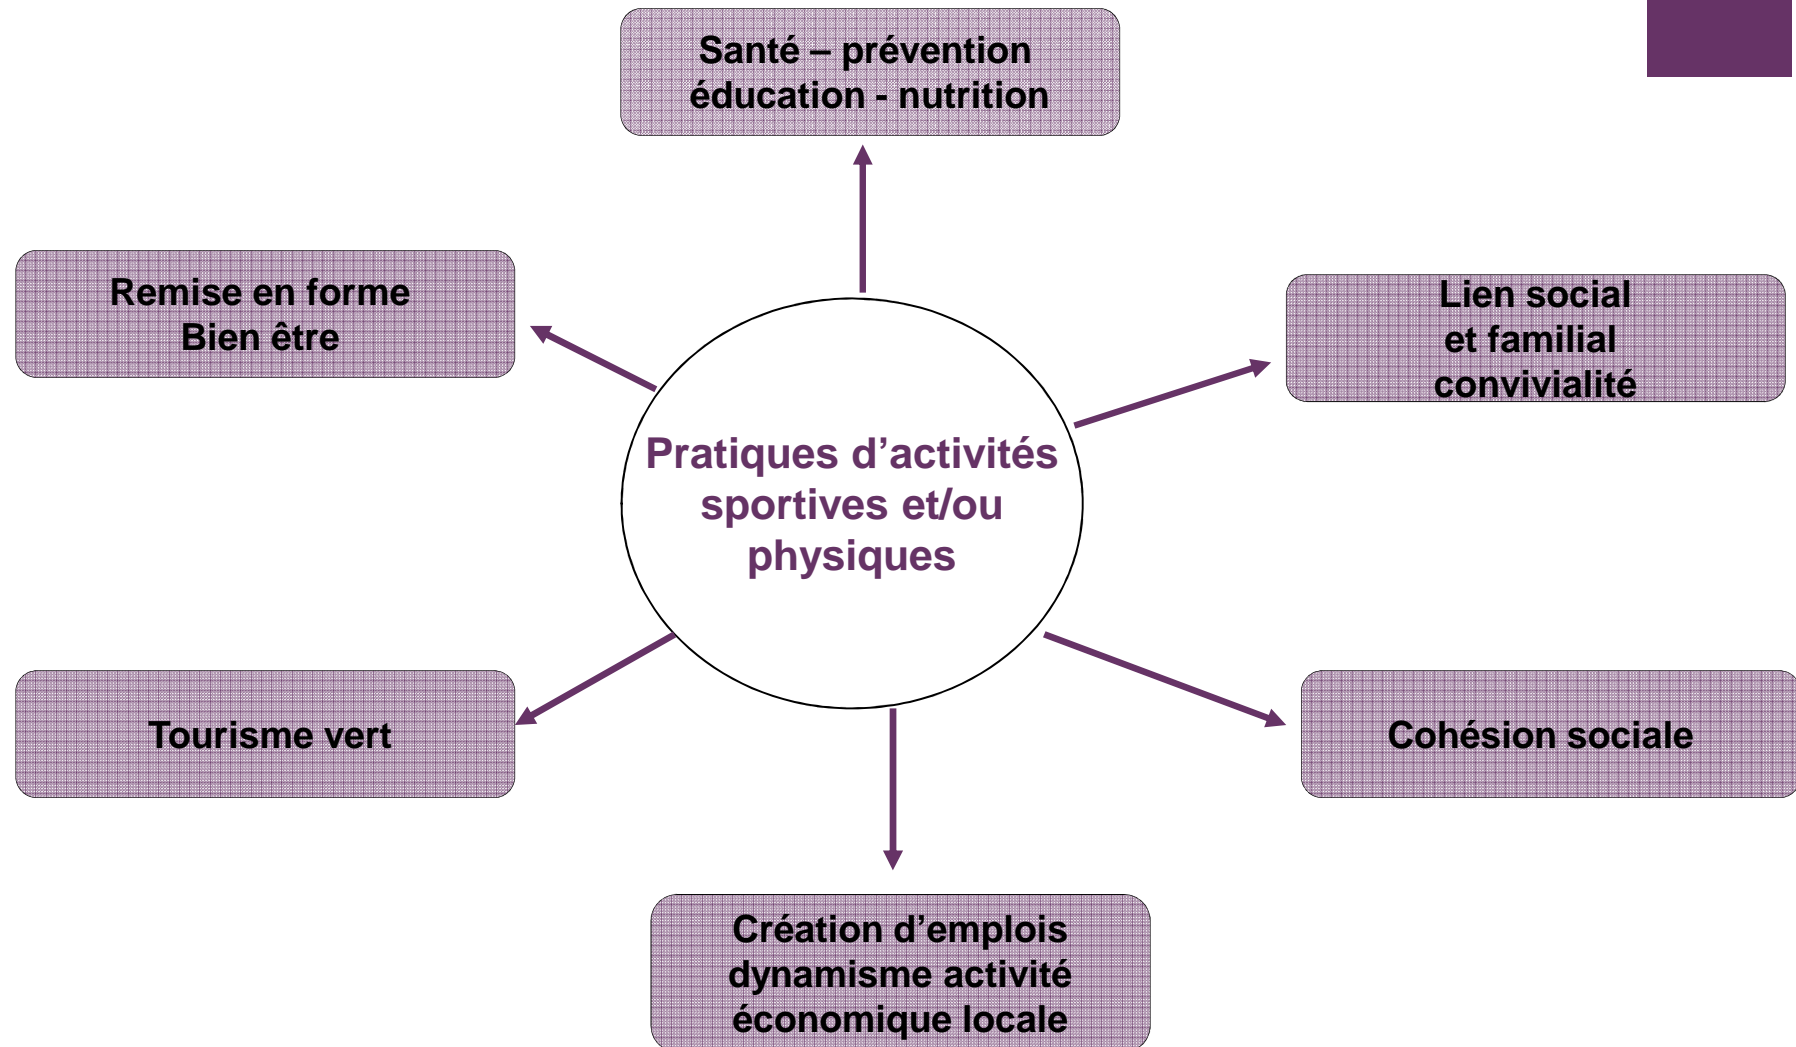 Santé – prévention
éducation - nutrition
Remise en forme
Bien être
Lien social
et familial
convivialité
Pratiques d’activités
sportives et/ou
physiques
Tourisme vert
Cohésion sociale
Création d’emplois
dynamisme activité
économique locale